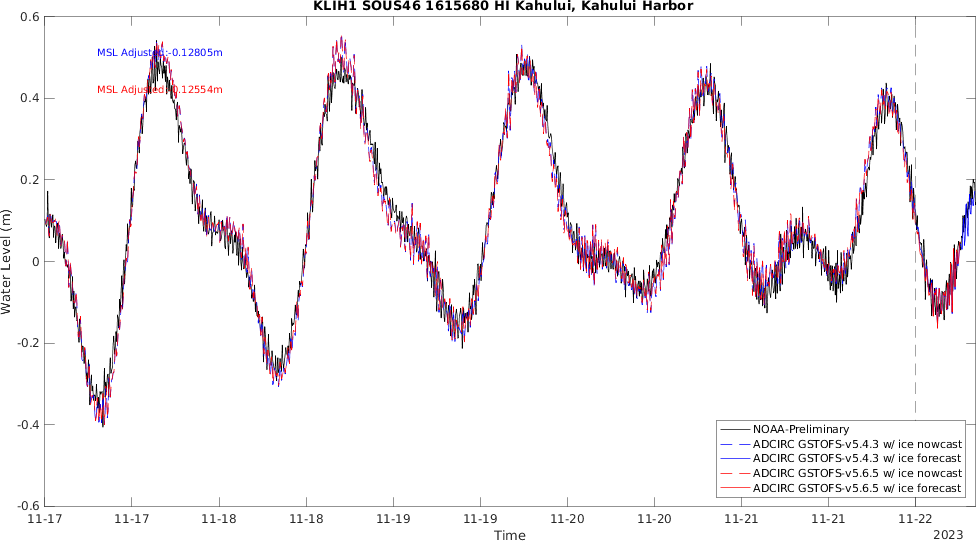 KLIH1 SOUS46 1615680 HI Kahului, Kahului Harbor
0.6
MSL Adjusted:-0.12805m
MSL Adjusted:-0.12554m
0.4
0.2
0
-0.2
-0.4
-0.6
Water Level (m)
NOAA-Preliminary
ADCIRC GSTOFS-v5.4.3 w/ ice nowcast
ADCIRC GSTOFS-v5.4.3 w/ ice forecast
ADCIRC GSTOFS-v5.6.5 w/ ice nowcast
ADCIRC GSTOFS-v5.6.5 w/ ice forecast
11-17 11-17 11-18 11-18 11-19 11-19 11-20 11-20 11-21 11-21 11-22
Time
2023